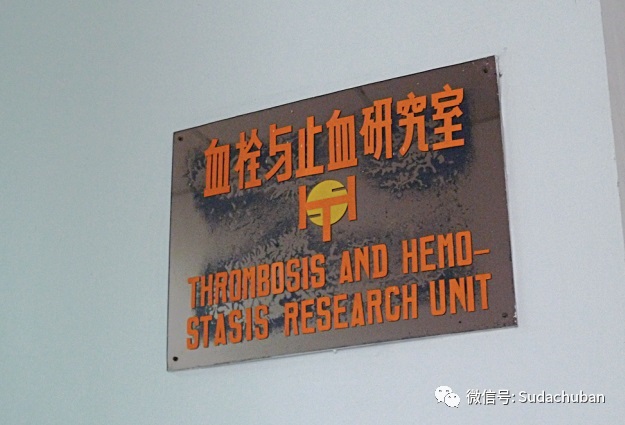 血栓与止血研究室
THROMBOSIS AND HEMO-
STASIS RESEARCH UNIT
微信号: Sudachuban